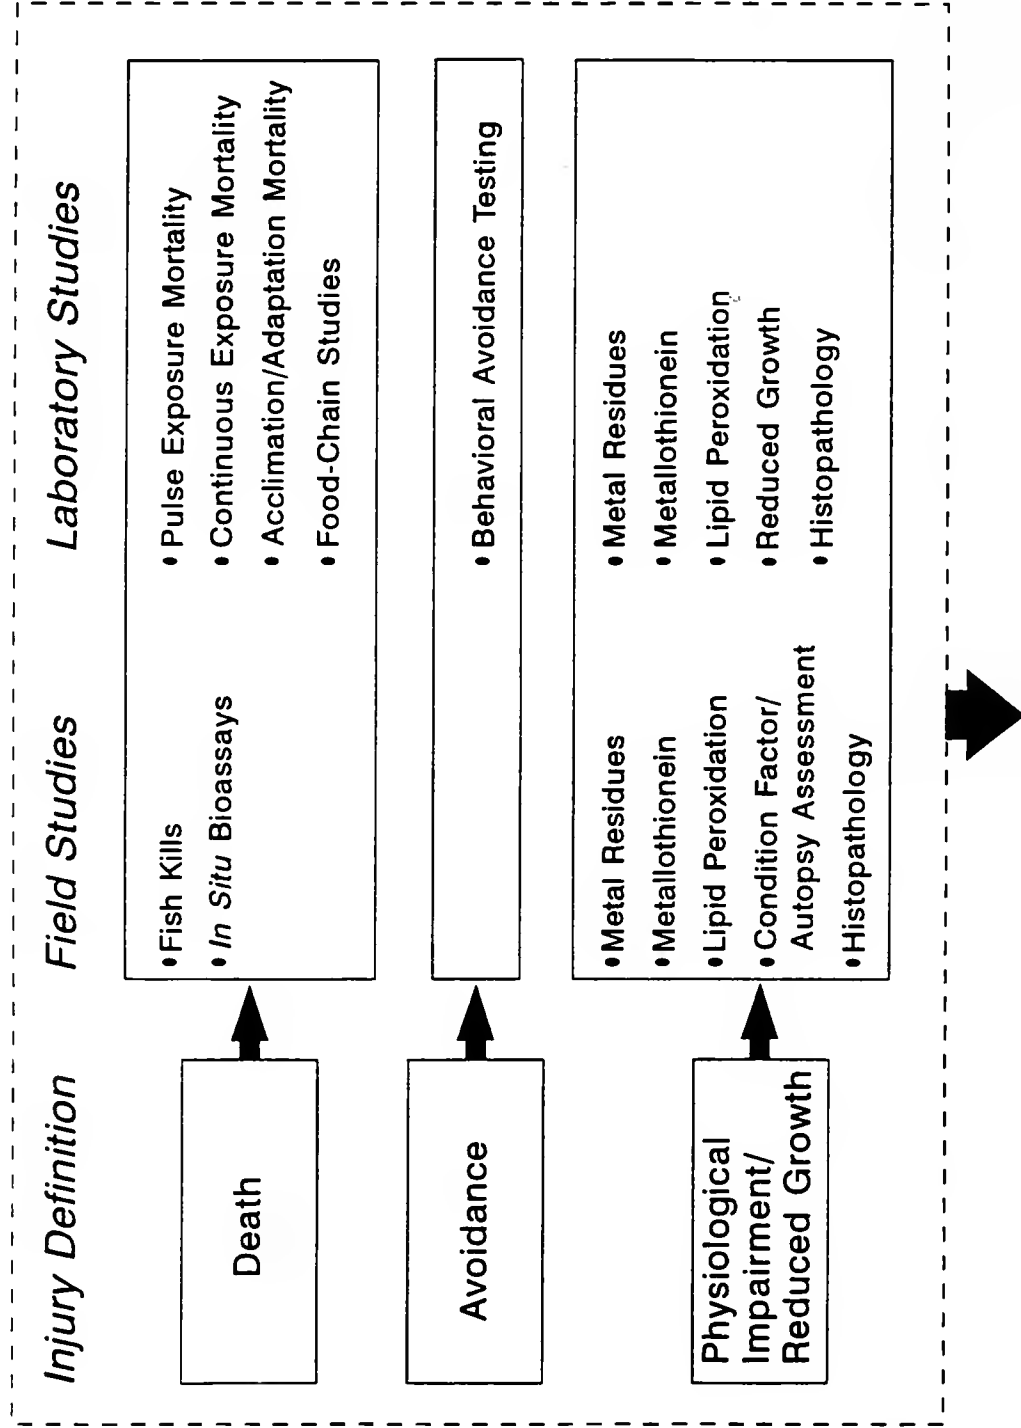 Injury Definition
Field Studies
Laboratory Studies
Death
•Fish Kills
•In Situ Bioassays
•Pulse Exposure Mortality
•Continuous Exposure Mortality
•Acclimation/Adaptation Mortality
•Food-Chain Studies
Avoidance
•Behavioral Avoidance Testing
Physiological
Impairment/
Reduced Growth
•Metal Residues
•Metallothionein
•Lipid Peroxidation
•Condition Factor/
Autopsy Assessment
•Histopathology
•Metal Residues
•Metallothionein
•Lipid Peroxidation
•Reduced Growth
•Histopathology